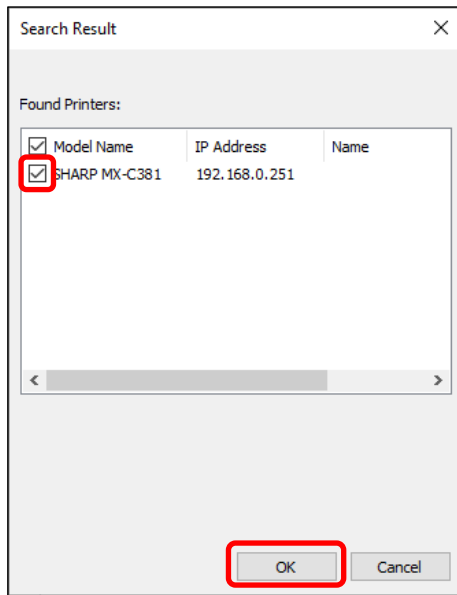 Search Result
Found Printers:
Model Name IP Address Name
SHARP MX-C381 192.168.0.251
OK Cancel